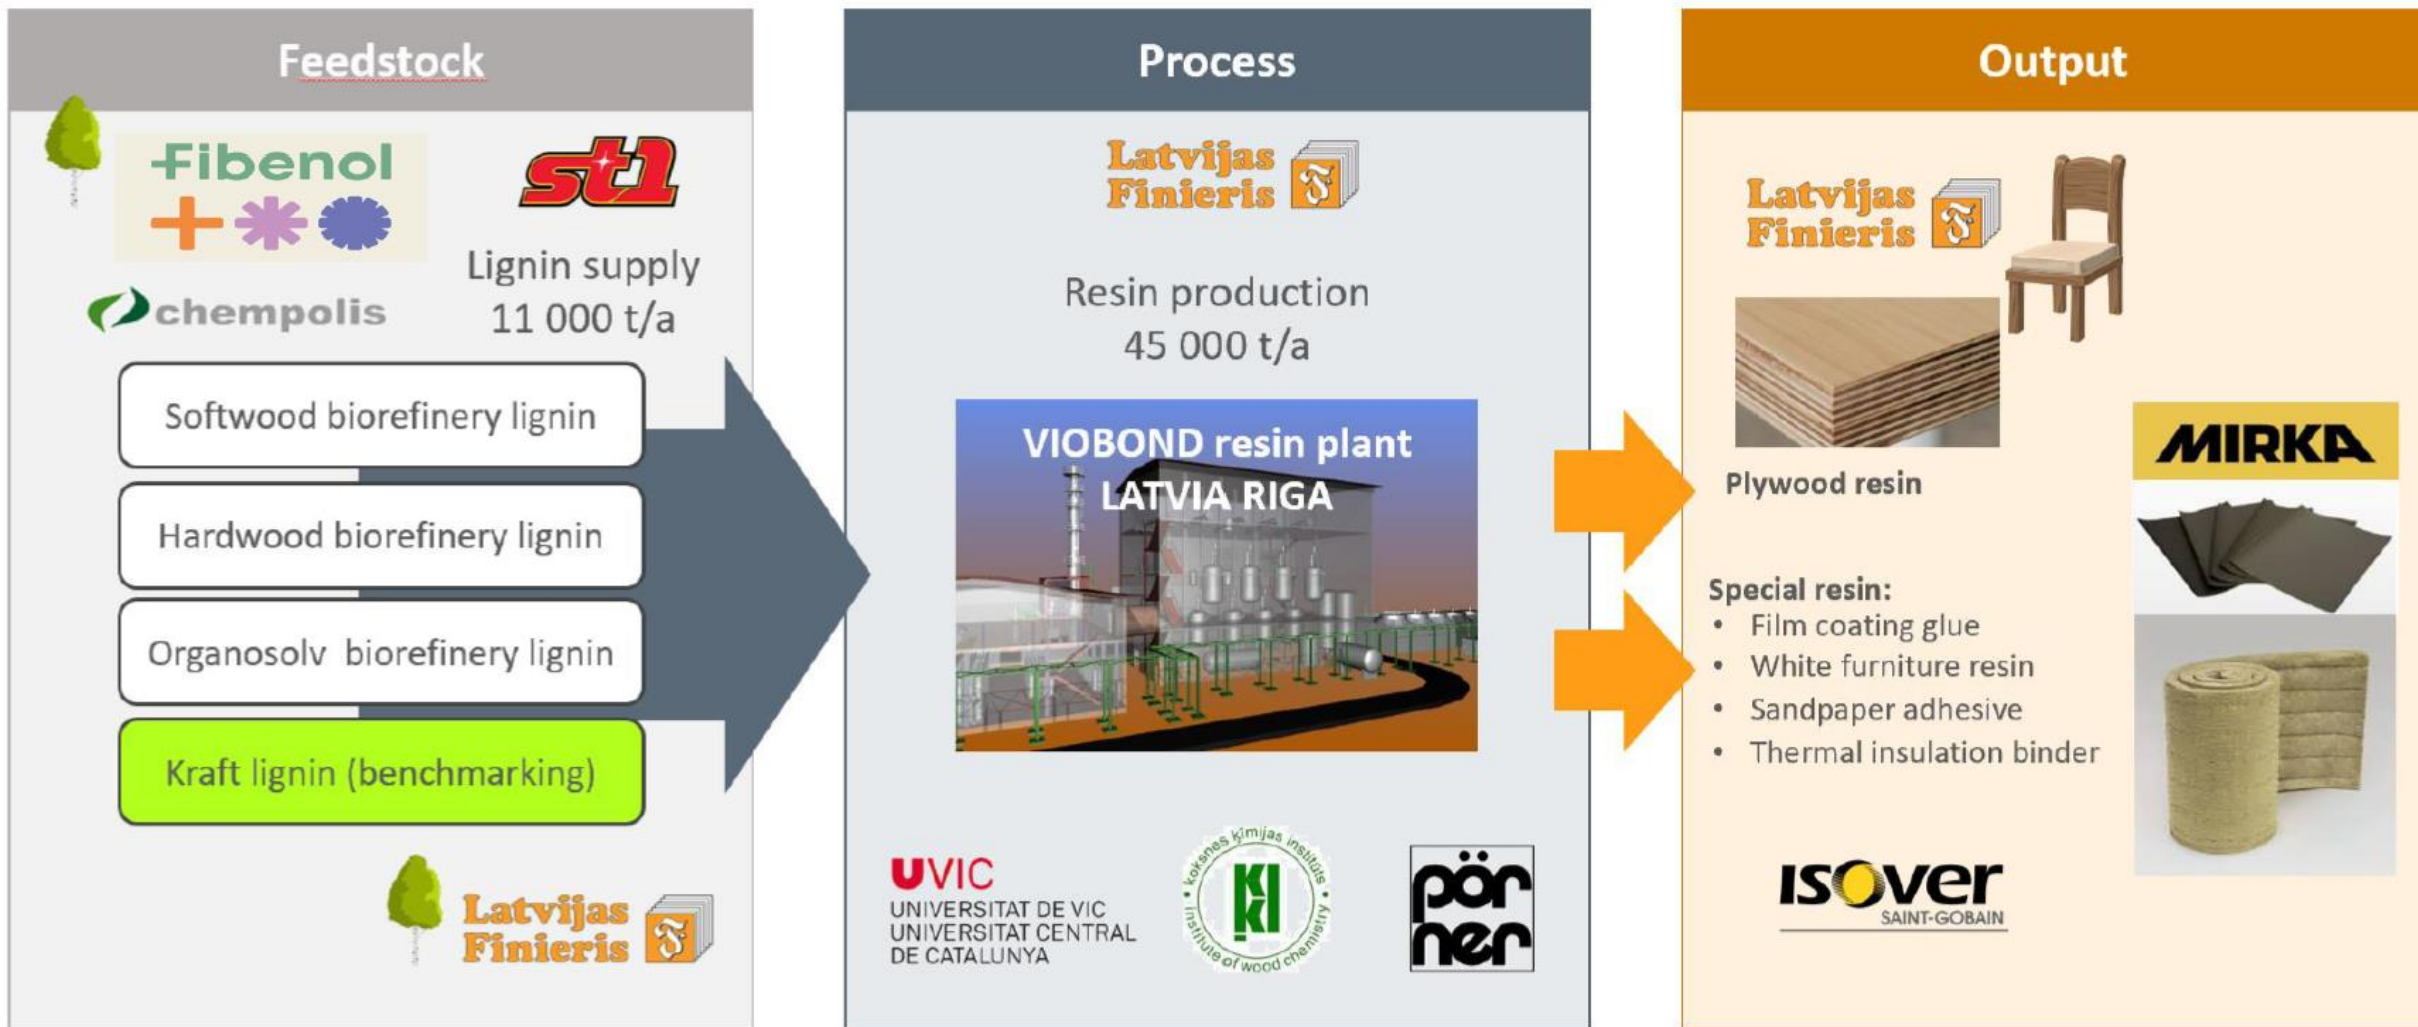 Feedstock
Fibenol
st1
chempolis
Lignin supply
11 000 t/a
Softwood biorefinery lignin
Hardwood biorefinery lignin
Organosolv  biorefinery lignin
Kraft lignin (benchmarking)
Latvijas
Finieris
Process
Latvijas
Finieris
Resin production
45 000 t/a
VIOBOND resin plant
LATVIA RIGA
UVIC
UNIVERSITAT DE VIC
UNIVERSITAT CENTRAL
DE CATALUNYA
koksnes ķīmijas institūts
ĶĪ
institute of wood chemistry
pör
ner
Output
Latvijas
Finieris
Plywood resin
MIRKA
Special resin:
• Film coating glue
• White furniture resin
• Sandpaper adhesive
• Thermal insulation binder
ISOVER
SAINT-GOBAIN